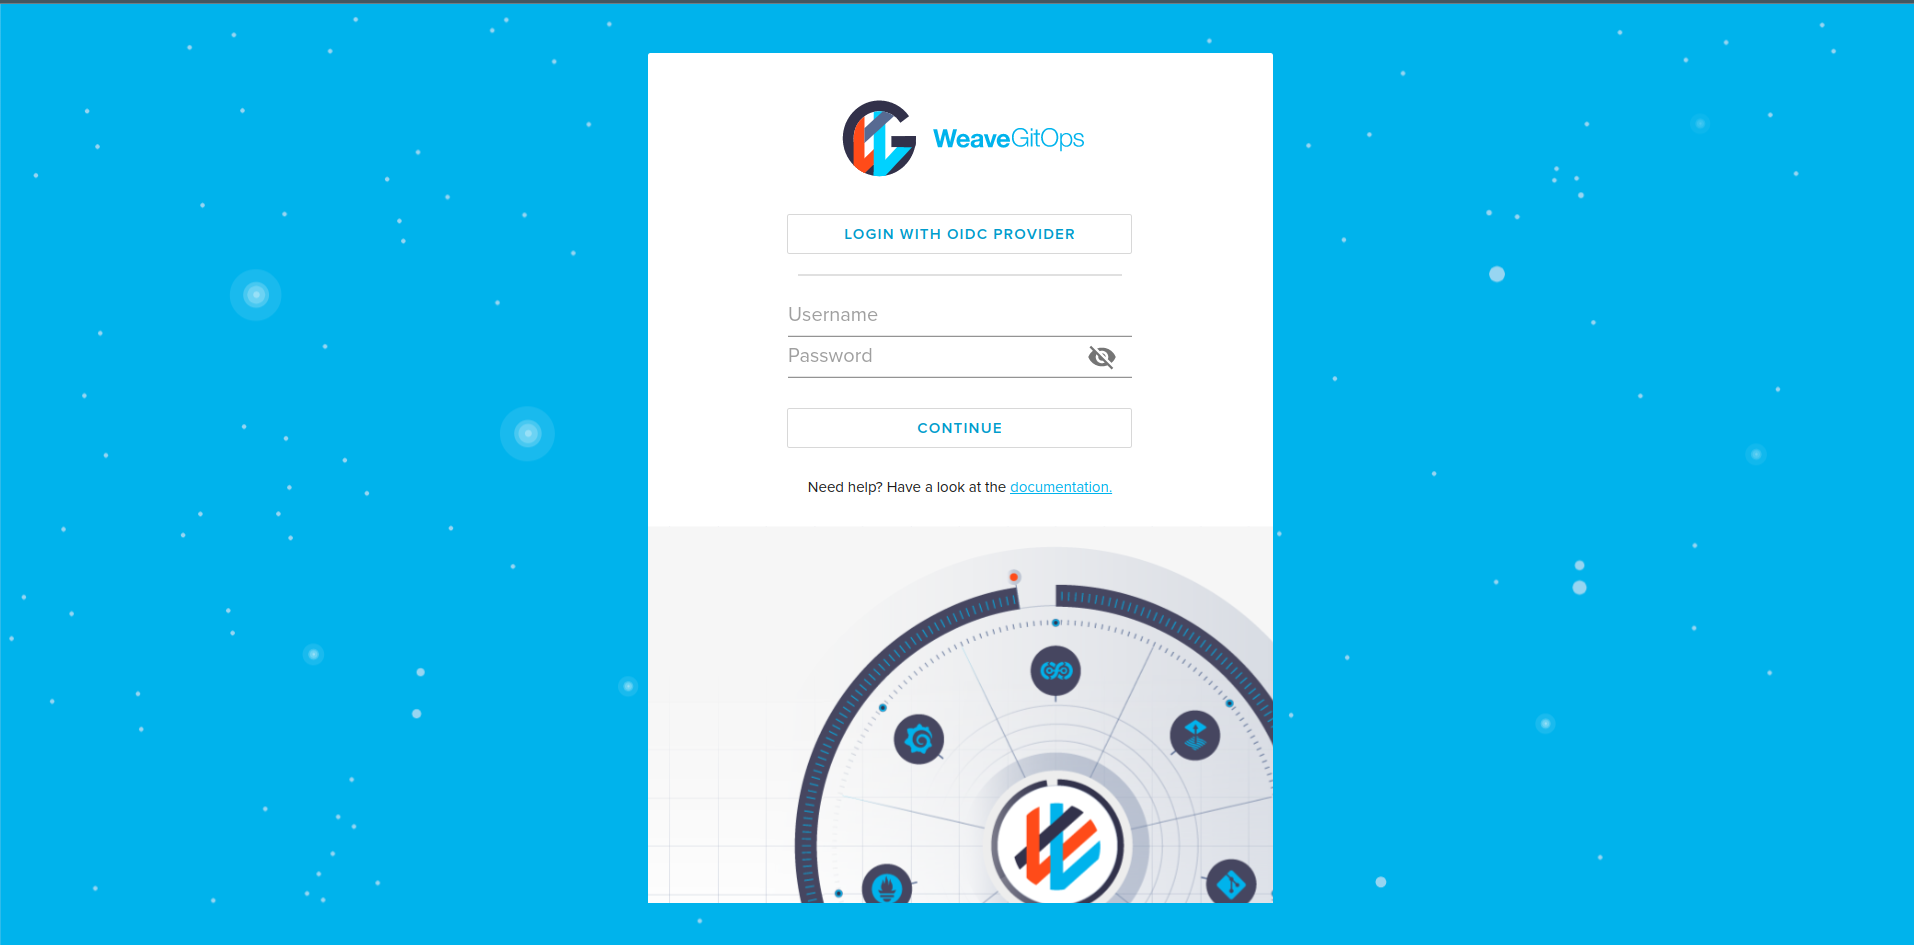 WeaveGitOps
LOGIN WITH OIDC PROVIDER
Username
Password
CONTINUE
Need help? Have a look at the documentation.